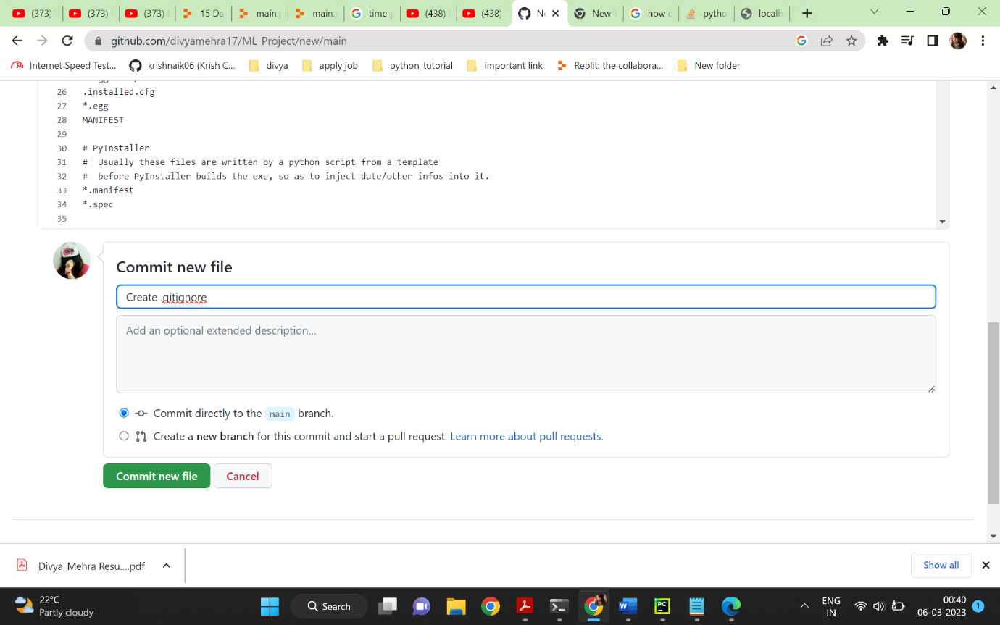 (373)
(373)
(373)
15 Da
main.
main.
time p
(438)
(438)
New
how d
pytho
localh
github.com/divyamehra17/ML_Project/new/main
Internet Speed Test...
krishnaik06 (Krish C...
divya
apply job
python_tutorial
important link
Replit: the collabora...
New folder
26 .installed.cfg
27 *.egg
28 MANIFEST
29
30 # PyInstaller
31 # Usually these files are written by a python script from a template
32 # before PyInstaller builds the exe, so as to inject date/other infos into it.
33 *.manifest
34 *.spec
35
Commit new file
Create .gitignore
Add an optional extended description...
Commit directly to the main branch.
Create a new branch for this commit and start a pull request. Learn more about pull requests.
Commit new file
Cancel
Divya_Mehra Resu....pdf
Show all
22°C
Partly cloudy
Search
ENG
IN
00:40
06-03-2023
1